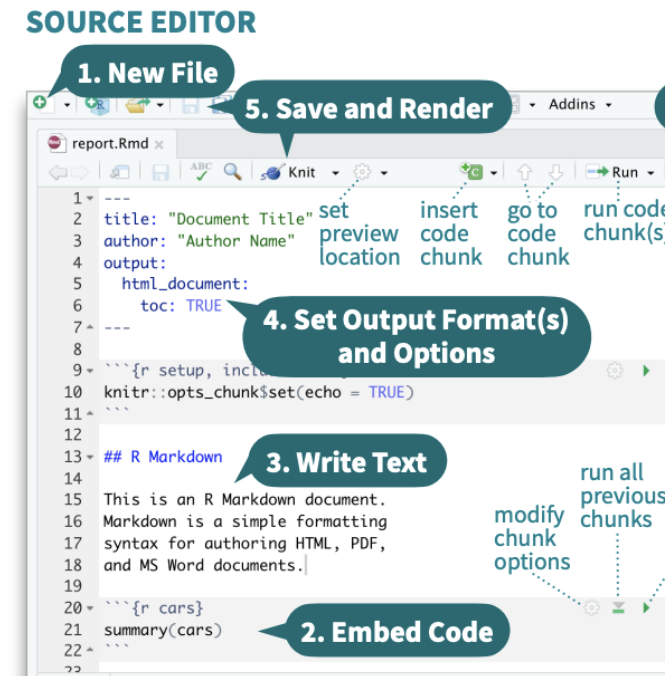 SOURCE EDITOR
1. New File
5. Save and Render
Addins
report.Rmd
ABC
Knit
Run
set preview location
insert code chunk
go to code chunk
run code chunk(s)
1 ---
2 title: "Document Title"
3 author: "Author Name"
4 output:
5 html_document:
6 toc: TRUE
7 ---
4. Set Output Format(s)
and Options
8
9 ```{r setup, inclu
10 knitr::opts_chunk$set(echo = TRUE)
11 ```
12
13 ## R Markdown
3. Write Text
14
15 This is an R Markdown document.
16 Markdown is a simple formatting
17 syntax for authoring HTML, PDF,
18 and MS Word documents.
19
modify
chunk
options
run all
previous
chunks
20 ```{r cars}
21 summary(cars)
22 ```
2. Embed Code
23